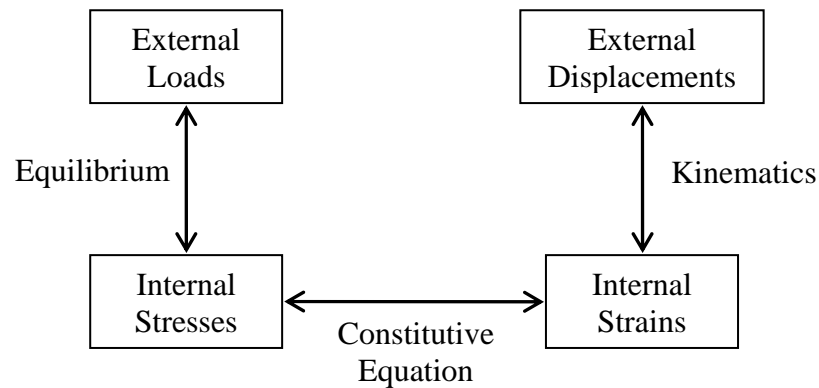 External
Loads
External
Displacements
Equilibrium
Kinematics
Internal
Stresses
Internal
Strains
Constitutive
Equation